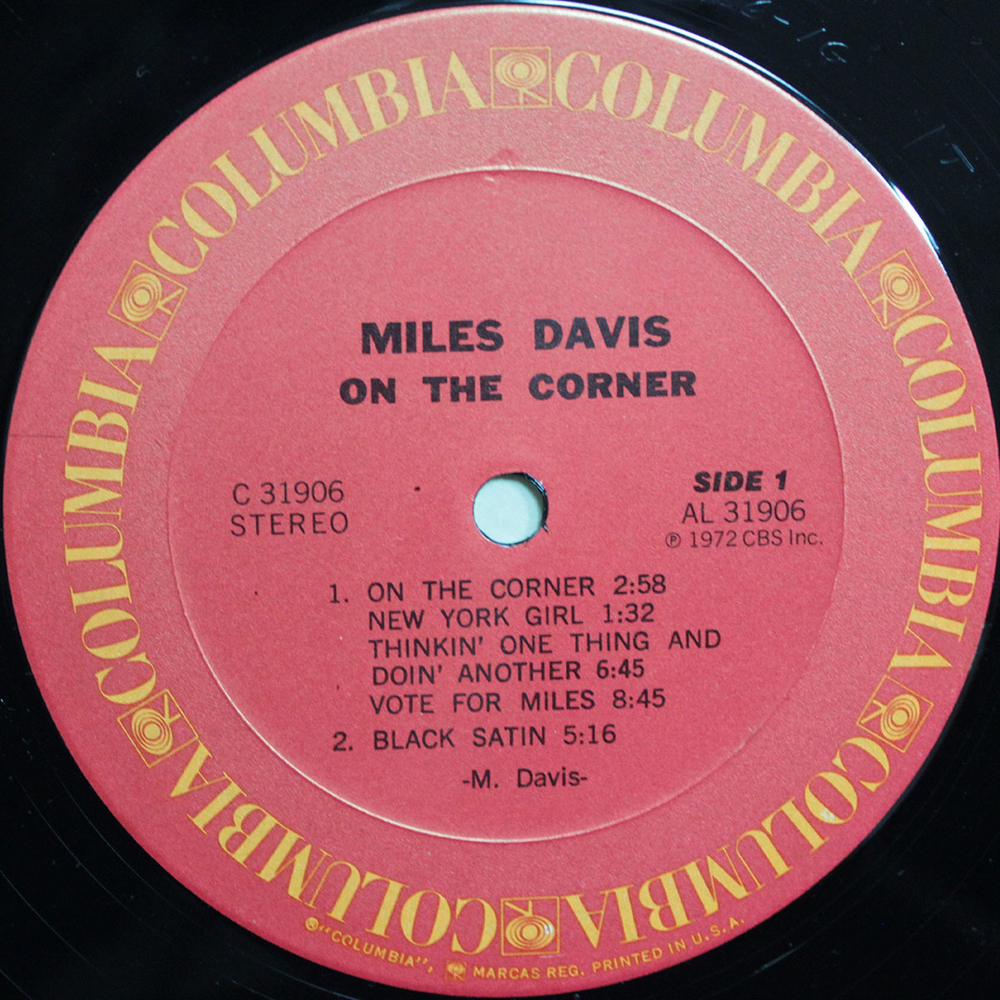 COLUMBIA COLUMBIA COLUMBIA COLUMBIA COLUMBIA COLUMBIA
MILES DAVIS
ON THE CORNER
C 31906
STEREO
SIDE 1
AL 31906
Ⓟ 1972 CBS Inc.
1. ON THE CORNER 2:58
NEW YORK GIRL 1:32
THINKIN' ONE THING AND
DOIN' ANOTHER 6:45
VOTE FOR MILES 8:45
2. BLACK SATIN 5:16
-M. Davis-
®"COLUMBIA", MARCAS REG. PRINTED IN U.S.A.